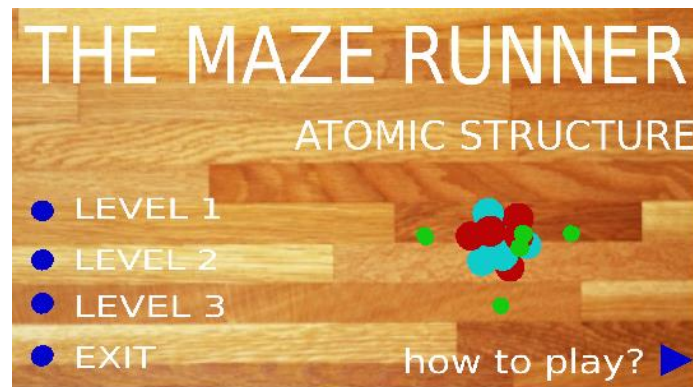 THE MAZE RUNNER
ATOMIC STRUCTURE
LEVEL 1
LEVEL 2
LEVEL 3
EXIT
how to play?